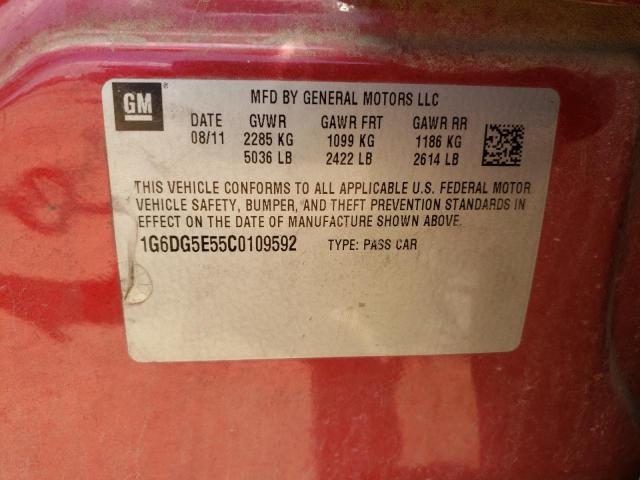 GM
MFD BY GENERAL MOTORS LLC
DATE GVWR GAWR FRT GAWR RR
08/11 2285 KG 1099 KG 1186 KG
5036 LB 2422 LB 2614 LB
THIS VEHICLE CONFORMS TO ALL APPLICABLE U.S. FEDERAL MOTOR
VEHICLE SAFETY, BUMPER, AND THEFT PREVENTION STANDARDS IN
EFFECT ON THE DATE OF MANUFACTURE SHOWN ABOVE.
1G6DG5E55C0109592 TYPE: PASS CAR